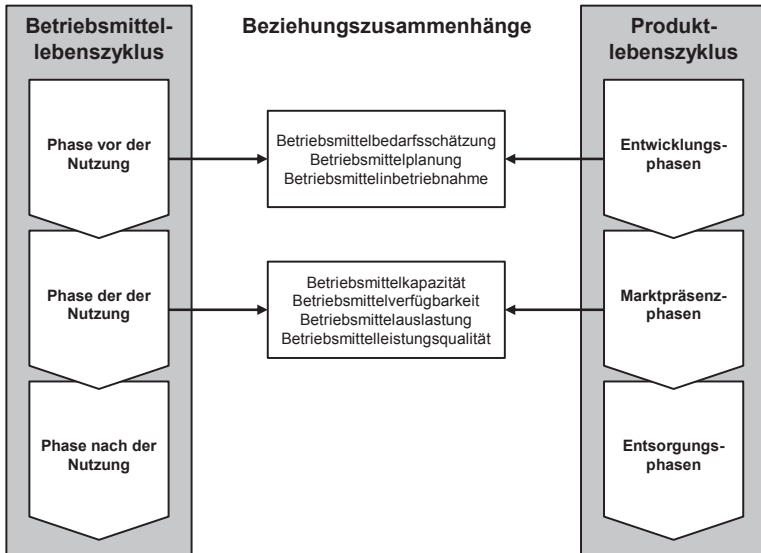 Betriebsmittel-
lebenszyklus
Beziehungszusammenhänge
Produkt-
lebenszyklus
Phase vor der
Nutzung
Betriebsmittelbedarfsschätzung
Betriebsmittelplanung
Betriebsmittelinbetriebnahme
Entwicklungs-
phasen
Phase der der
Nutzung
Betriebsmittelkapazität
Betriebsmittelverfügbarkeit
Betriebsmittelauslastung
Betriebsmittelleistungsqualität
Marktpräsenz-
phasen
Phase nach der
Nutzung
Entsorgungs-
phasen